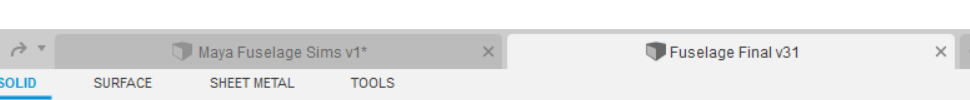 Maya Fuselage Sims v1* Fuselage Final v31
SOLID SURFACE SHEET METAL TOOLS